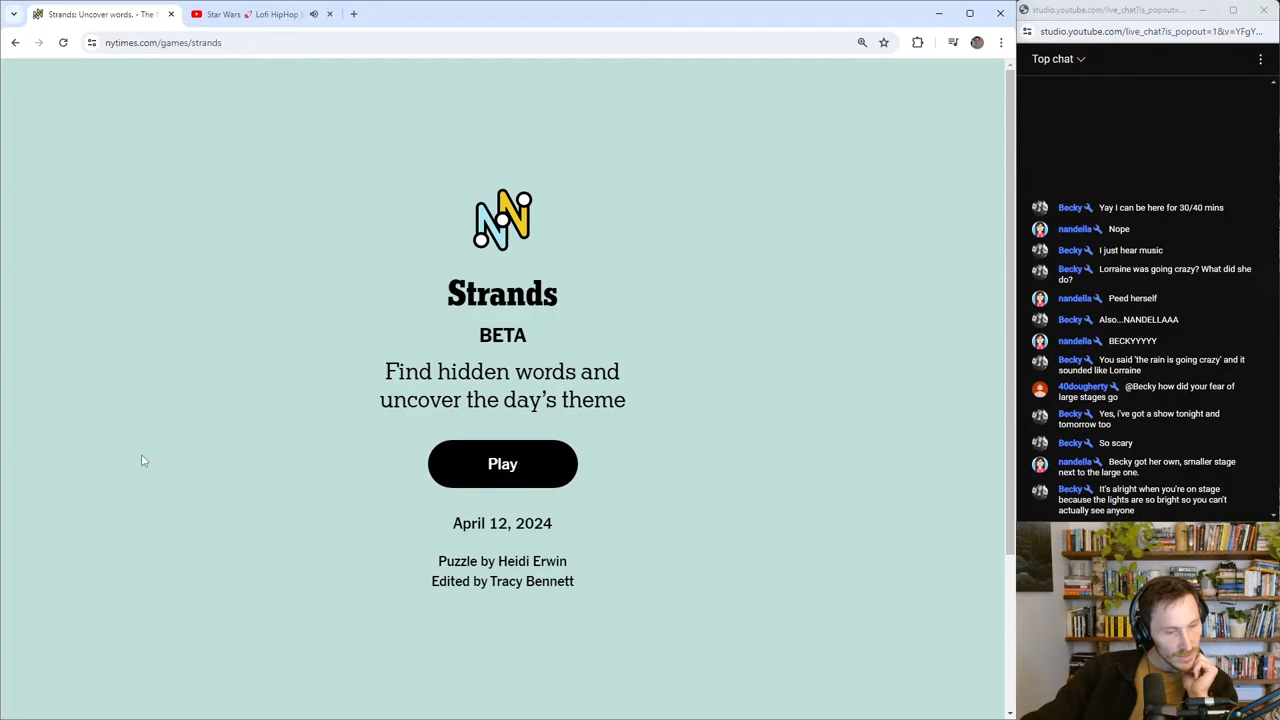 Strands: Uncover words. • The N
Star Wars 🚀 Lofi HipHop |
studio.youtube.com/live_chat?is_popout=...
nytimes.com/games/strands
studio.youtube.com/live_chat?is_popout=1&v=YFgY...
Top chat
Strands
BETA
Find hidden words and
uncover the day's theme
Play
April 12, 2024
Puzzle by Heidi Erwin
Edited by Tracy Bennett
Becky Yay I can be here for 30/40 mins
nandella Nope
Becky I just hear music
Becky Lorraine was going crazy? What did she
do?
nandella Peed herself
Becky Also...NANDELLAAA
nandella BECKYYYYY
Becky You said 'the rain is going crazy' and it
sounded like Lorraine
40dougherty @Becky how did your fear of
large stages go
Becky Yes, i've got a show tonight and
tomorrow too
Becky So scary
nandella Becky got her own, smaller stage
next to the large one.
Becky It's alright when you're on stage
because the lights are so bright so you can't
actually see anyone